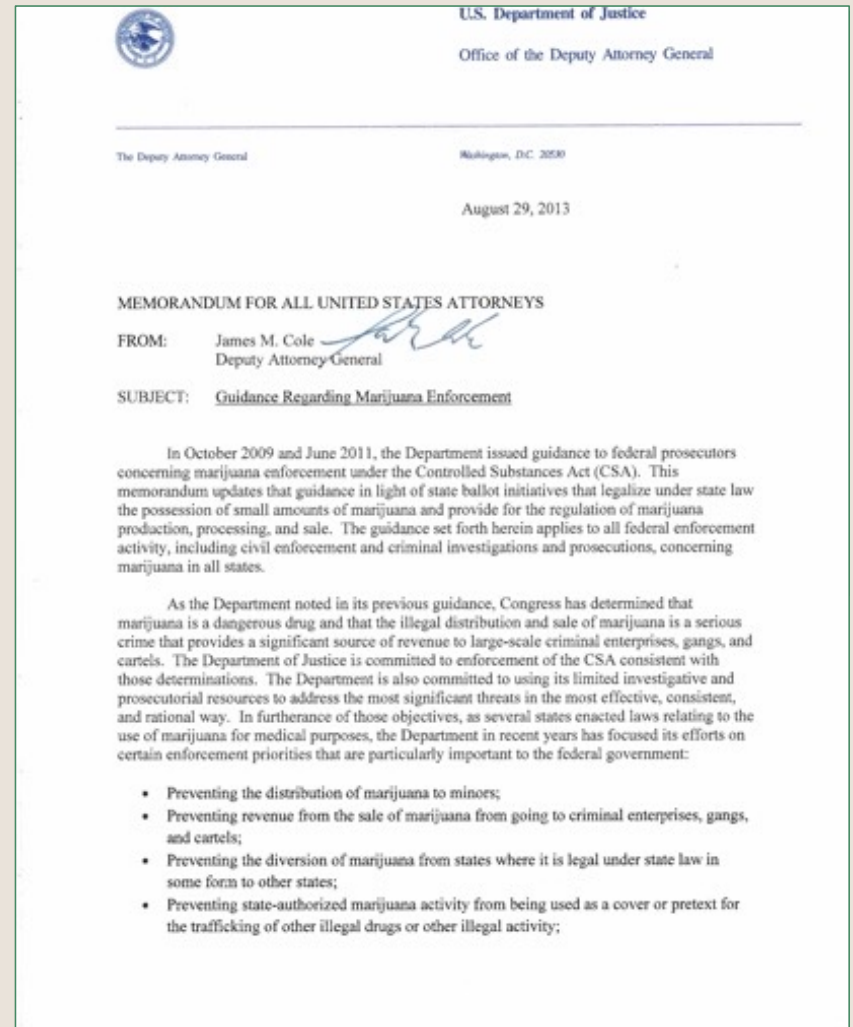 U.S. Department of Justice
Office of the Deputy Attorney General
The Deputy Attorney General
Washington, D.C. 20530
August 29, 2013
MEMORANDUM FOR ALL UNITED STATES ATTORNEYS
FROM: James M. Cole
Deputy Attorney General
SUBJECT: Guidance Regarding Marijuana Enforcement
In October 2009 and June 2011, the Department issued guidance to federal prosecutors
concerning marijuana enforcement under the Controlled Substances Act (CSA). This
memorandum updates that guidance in light of state ballot initiatives that legalize under state law
the possession of small amounts of marijuana and provide for the regulation of marijuana
production, processing, and sale. The guidance set forth herein applies to all federal enforcement
activity, including civil enforcement and criminal investigations and prosecutions, concerning
marijuana in all states.
As the Department noted in its previous guidance, Congress has determined that
marijuana is a dangerous drug and that the illegal distribution and sale of marijuana is a serious
crime that provides a significant source of revenue to large-scale criminal enterprises, gangs, and
cartels. The Department of Justice is committed to enforcement of the CSA consistent with
those determinations. The Department is also committed to using its limited investigative and
prosecutorial resources to address the most significant threats in the most effective, consistent,
and rational way. In furtherance of those objectives, as several states enacted laws relating to the
use of marijuana for medical purposes, the Department in recent years has focused its efforts on
certain enforcement priorities that are particularly important to the federal government:
• Preventing the distribution of marijuana to minors;
• Preventing revenue from the sale of marijuana from going to criminal enterprises, gangs,
and cartels;
• Preventing the diversion of marijuana from states where it is legal under state law in
some form to other states;
• Preventing state-authorized marijuana activity from being used as a cover or pretext for
the trafficking of other illegal drugs or other illegal activity;